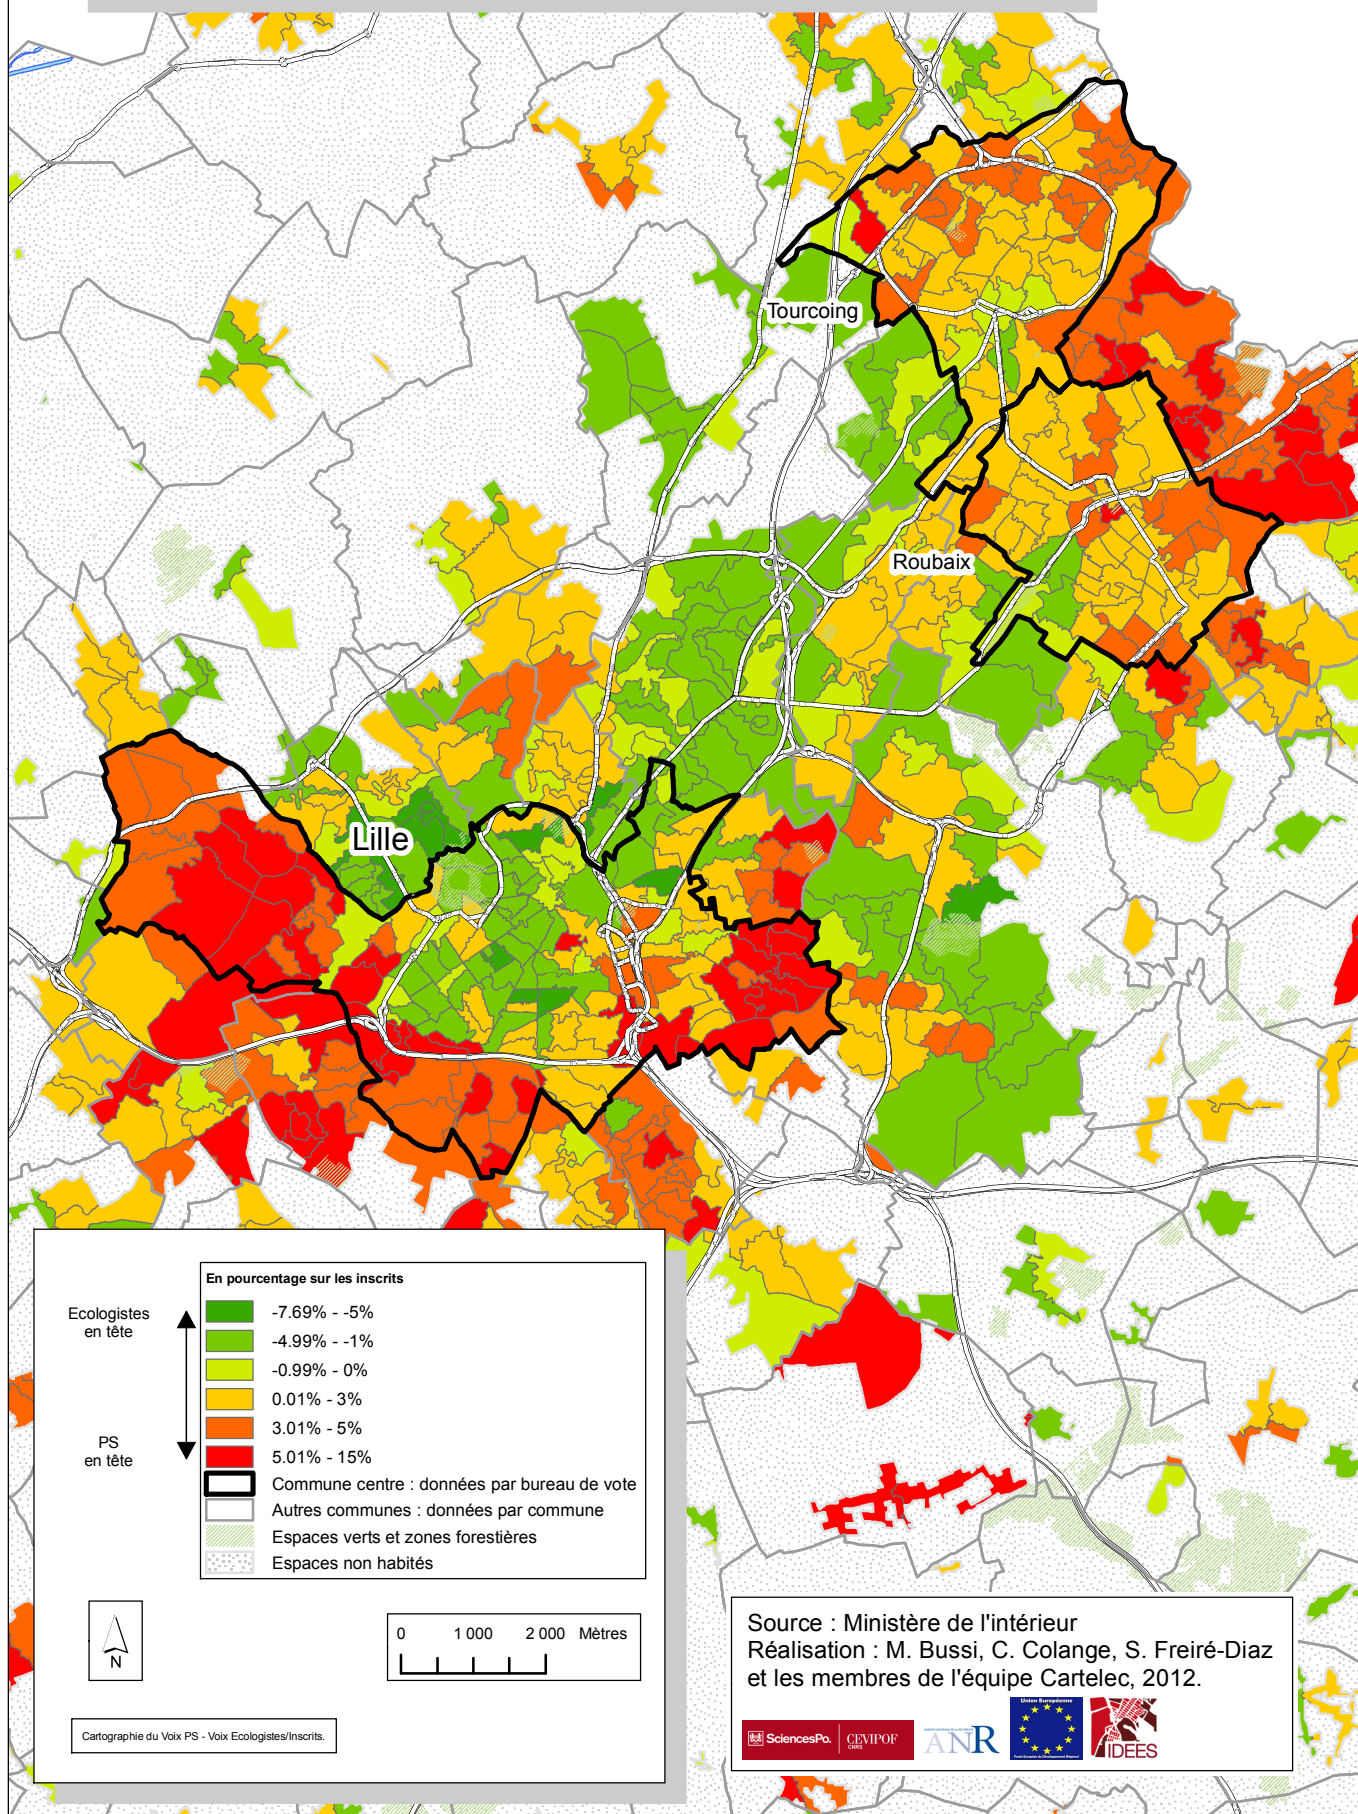 Tourcoing
Roubaix
Lille
En pourcentage sur les inscrits
Ecologistes
en tête
PS
en tête
-7.69% - -5%
-4.99% - -1%
-0.99% - 0%
0.01% - 3%
3.01% - 5%
5.01% - 15%
Commune centre : données par bureau de vote
Autres communes : données par commune
Espaces verts et zones forestières
Espaces non habités
N
0 1 000 2 000 Mètres
Cartographie du Voix PS - Voix Ecologistes/Inscrits.
Source : Ministère de l'intérieur
Réalisation : M. Bussi, C. Colange, S. Freiré-Diaz
et les membres de l'équipe Cartelec, 2012.
SciencesPo.
CEVIPOF
CNRS
ANR
Union Européenne
IDEES